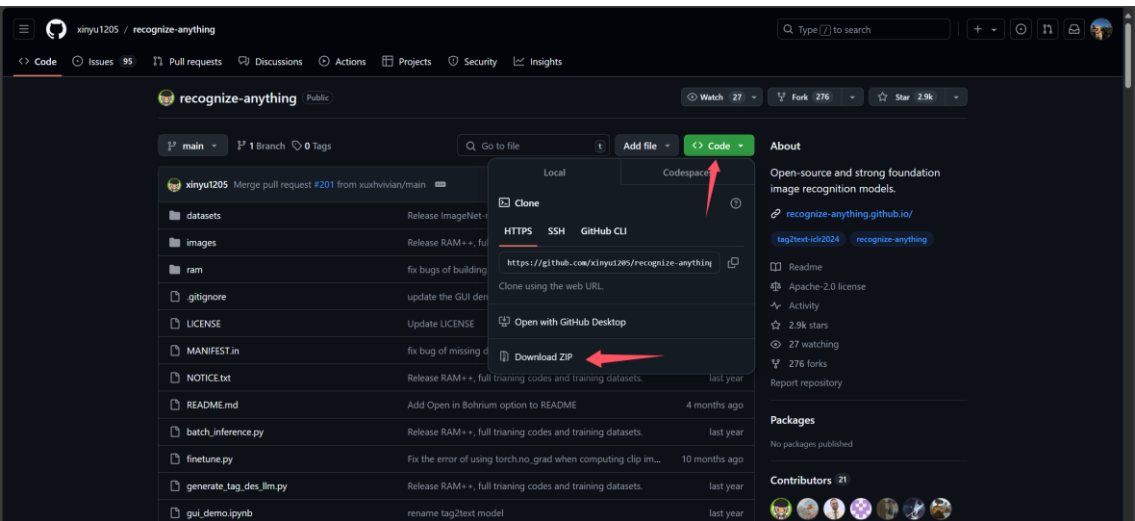 xinyu1205 / recognize-anything
Type / to search
Code Issues 95 Pull requests Discussions Actions Projects Security Insights
recognize-anything Public
Watch 27 Fork 276 Star 2.9k
main 1 Branch 0 Tags Go to file t Add file Code
Local Codespaces
Clone
HTTPS SSH GitHub CLI
https://github.com/xinyu1205/recognize-anything
Clone using the web URL.
Open with GitHub Desktop
Download ZIP
xinyu1205 Merge pull request #201 from xuxhvivian/main
datasets Release ImageNet-
images Release RAM++, ful
ram fix bugs of building
.gitignore update the GUI den
LICENSE Update LICENSE
MANIFEST.in fix bug of missing d
NOTICE.txt Release RAM++, full trianing codes and training datasets. last year
README.md Add Open in Bohrium option to README 4 months ago
batch_inference.py Release RAM++, full trianing codes and training datasets. last year
finetune.py Fix the error of using torch.no_grad when computing clip im... 10 months ago
generate_tag_des_llm.py Release RAM++, full trianing codes and training datasets. last year
gui_demo.ipynb rename tag2text model last year
About
Open-source and strong foundation
image recognition models.
recognize-anything.github.io/
tag2text-iclr2024 recognize-anything
Readme
Apache-2.0 license
Activity
2.9k stars
27 watching
276 forks
Report repository
Packages
No packages published
Contributors 21